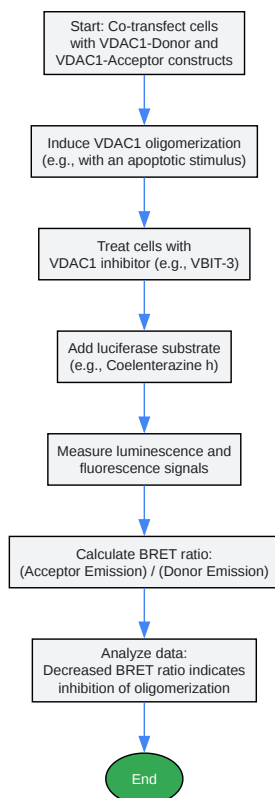 Start: Co-transfect cells
with VDAC1-Donor and
VDAC1-Acceptor constructs
Induce VDAC1 oligomerization
(e.g., with an apoptotic stimulus)
Treat cells with
VDAC1 inhibitor (e.g., VBIT-3)
Add luciferase substrate
(e.g., Coelenterazine h)
Measure luminescence and
fluorescence signals
Calculate BRET ratio:
(Acceptor Emission) / (Donor Emission)
Analyze data:
Decreased BRET ratio indicates
inhibition of oligomerization
End